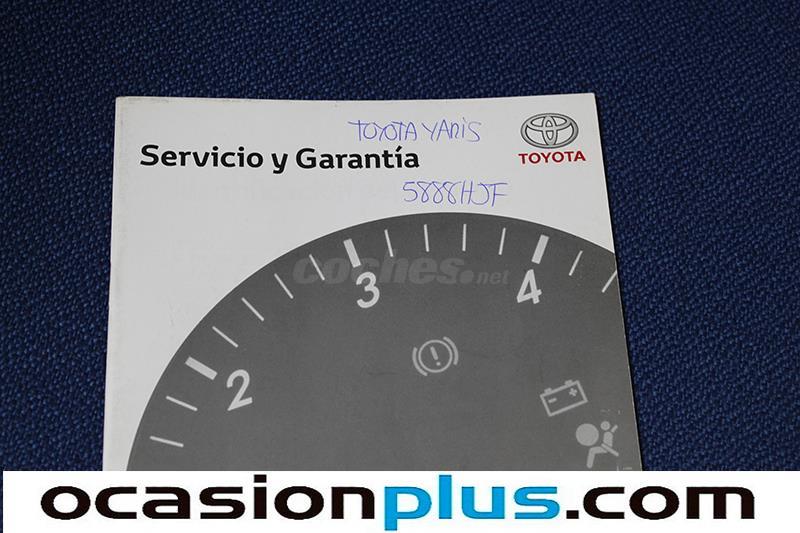 TOYOTA YARIS
Servicio y Garantía
TOYOTA
5888HJF
coches.net
3
4
2
ocasionplus.com